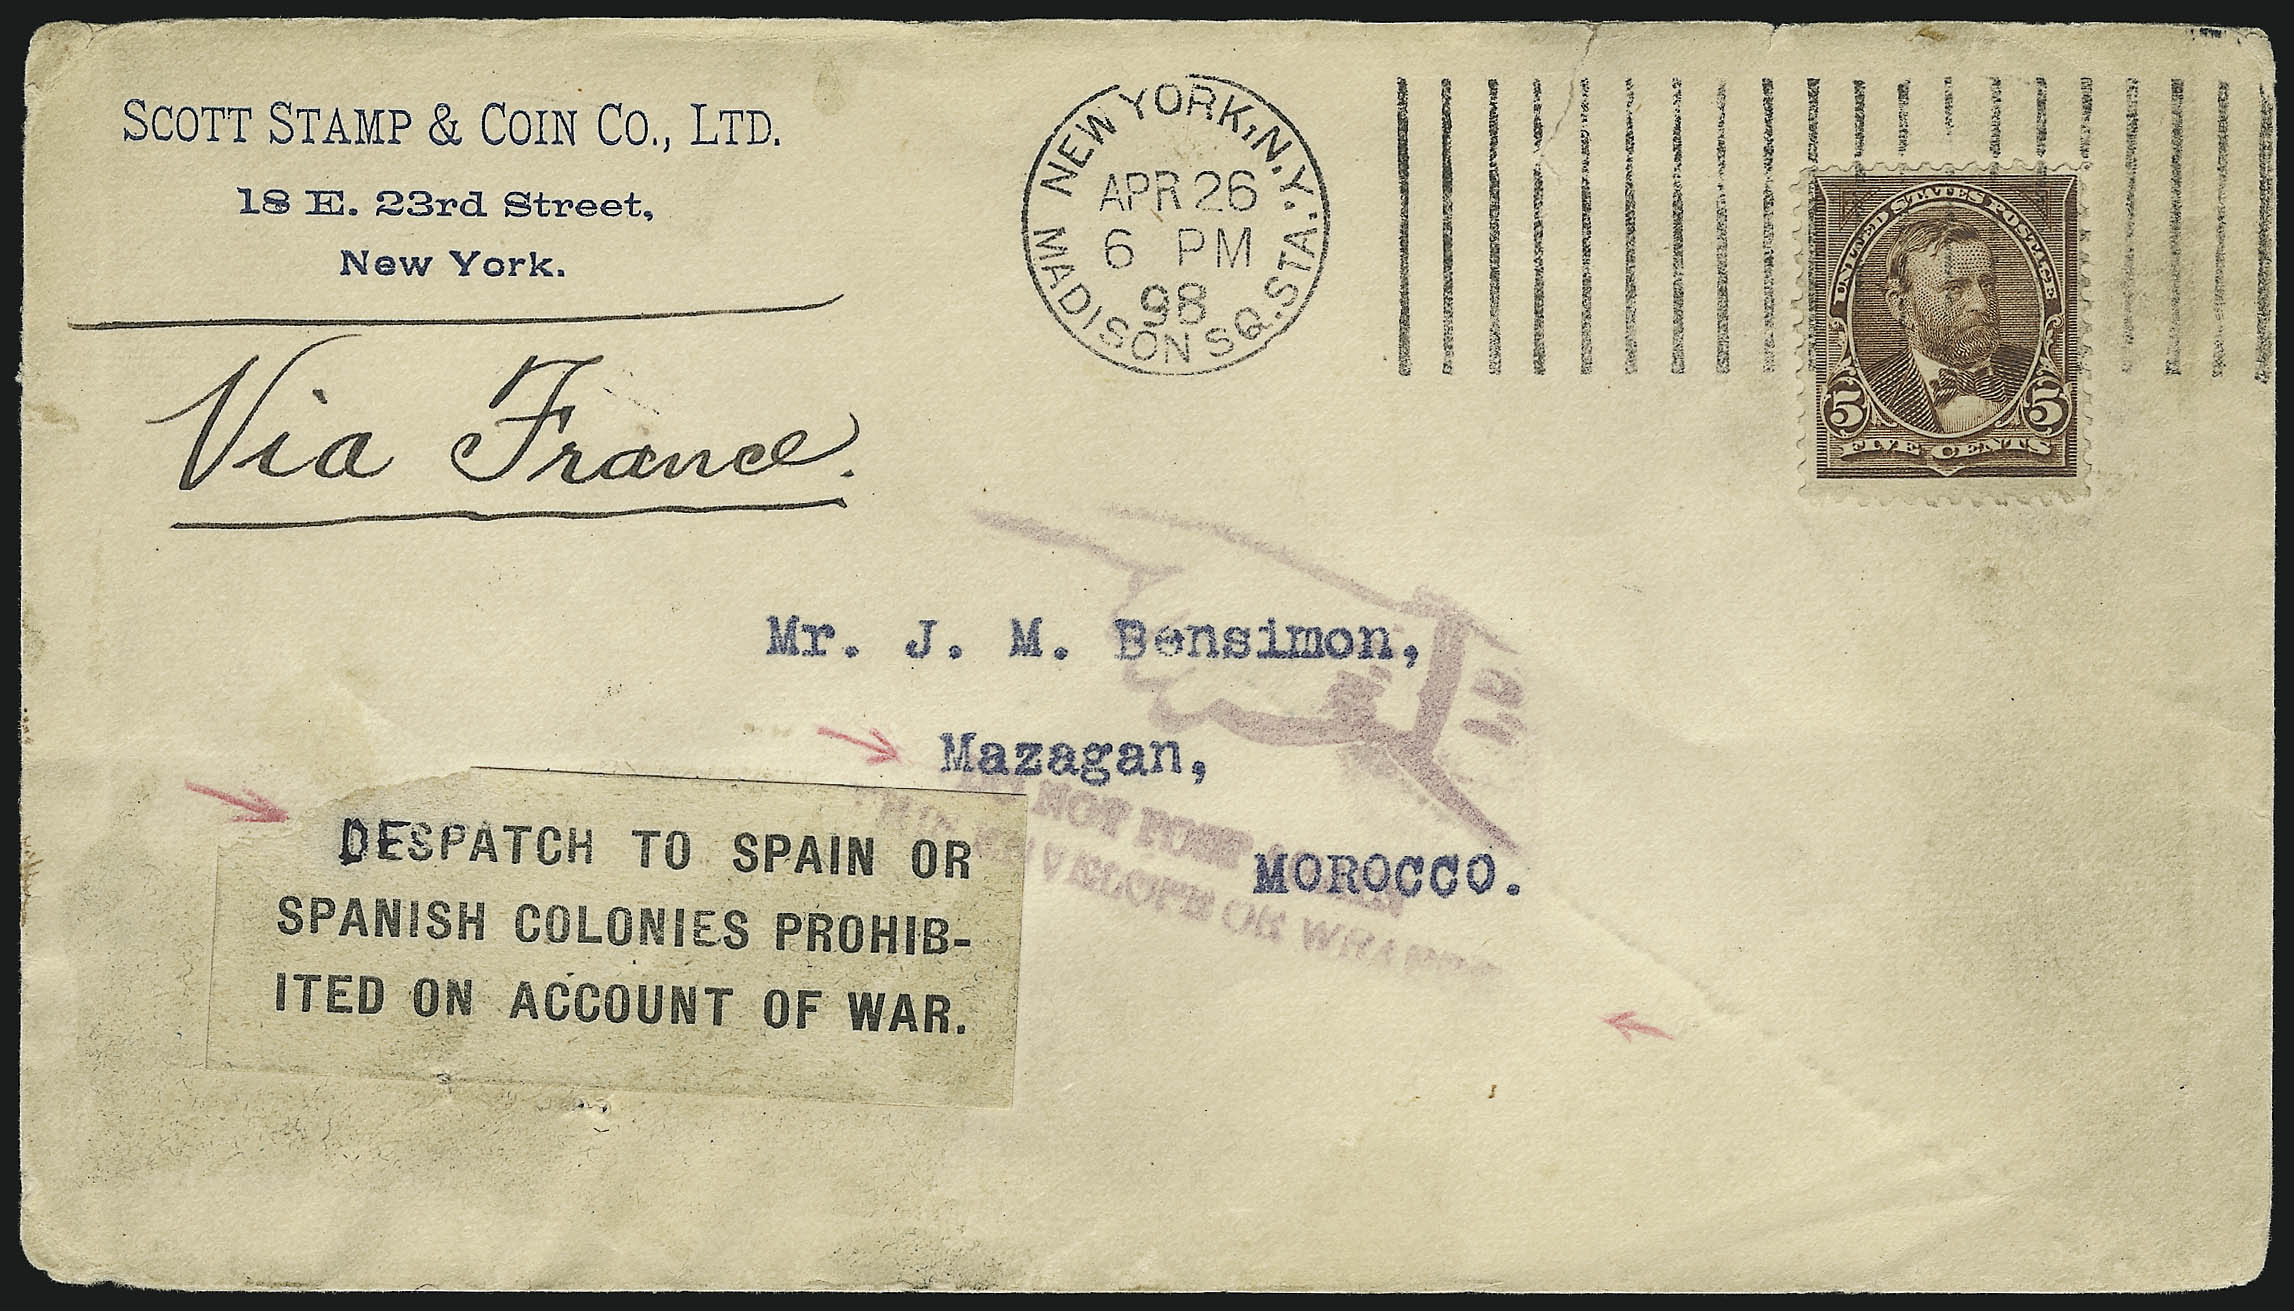 SCOTT STAMP & COIN CO., LTD.
18 E. 23rd Street,
New York.
Via France.
NEW YORK, N.Y.
APR 26
6 PM
98
MADISON SQ. STA.
UNITED STATES POSTAGE
5 5
FIVE CENTS
Mr. J. M. Bensimon,
Mazagan,
MOROCCO.
DESPATCH TO SPAIN OR
SPANISH COLONIES PROHIB-
ITED ON ACCOUNT OF WAR.
NOT
OR